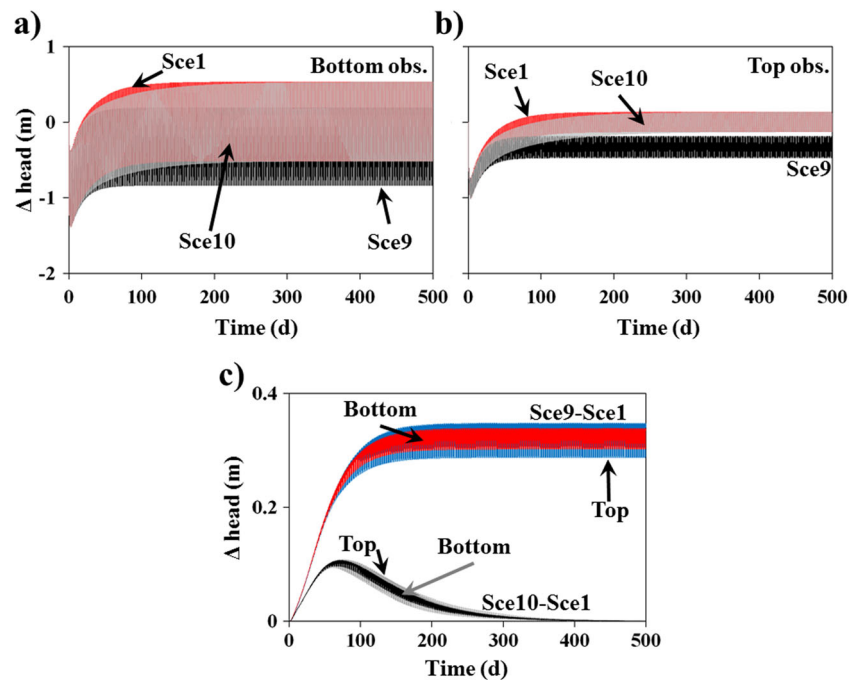 a)
1
Sce1
Bottom obs.
0
Δ head (m)
-1
Sce10
Sce9
-2
0 100 200 300 400 500
Time (d)
b)
Sce1
Sce10
Top obs.
Sce9
0 100 200 300 400 500
Time (d)
c)
0.4
Bottom
Sce9-Sce1
Δ head (m)
0.2
Top
Top
Bottom
Sce10-Sce1
0
0 100 200 300 400 500
Time (d)